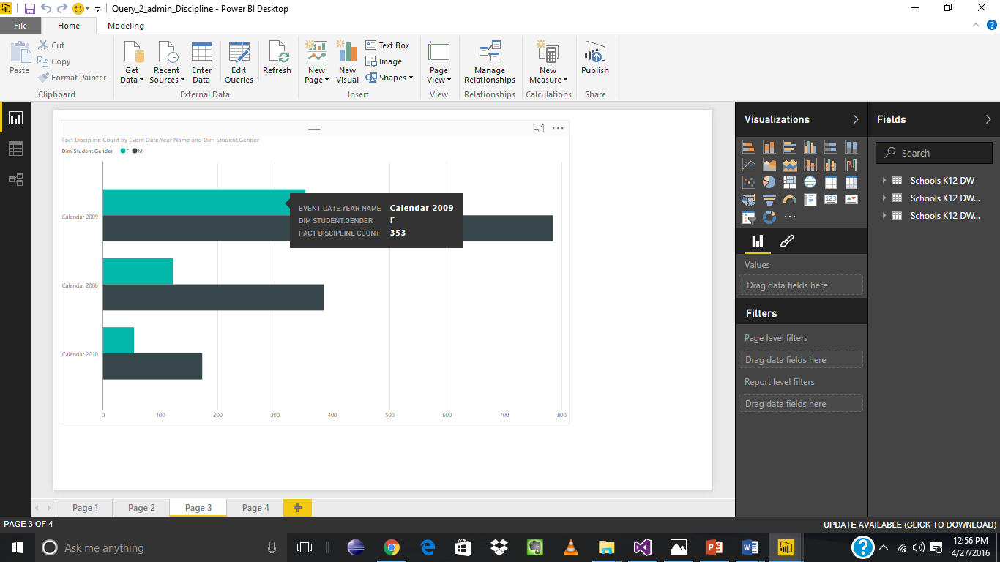 Query_2_admin_Discipline - Power BI Desktop
File Home Modeling
Paste Cut Copy Format Painter
Get Data Recent Sources Enter Data Edit Queries Refresh
New Page New Visual Text Box Image Shapes
Page View Manage Relationships New Measure Publish
Clipboard External Data Insert View Relationships Calculations Share
Fact Discipline Count by Event Date.Year Name and Dim Student.Gender
Dim Student.Gender F M
Calendar 2009
EVENT DATE.YEAR NAME Calendar 2009
DIM STUDENT.GENDER F
FACT DISCIPLINE COUNT 353
Calendar 2008
Calendar 2010
0 100 200 300 400 500 600 700 800
Visualizations
123
Values
Drag data fields here
Filters
Page level filters
Drag data fields here
Report level filters
Drag data fields here
Fields
Search
Schools K12 DW
Schools K12 DW...
Schools K12 DW...
Page 1 Page 2 Page 3 Page 4 +
PAGE 3 OF 4 UPDATE AVAILABLE (CLICK TO DOWNLOAD)
Ask me anything
12:56 PM
4/27/2016